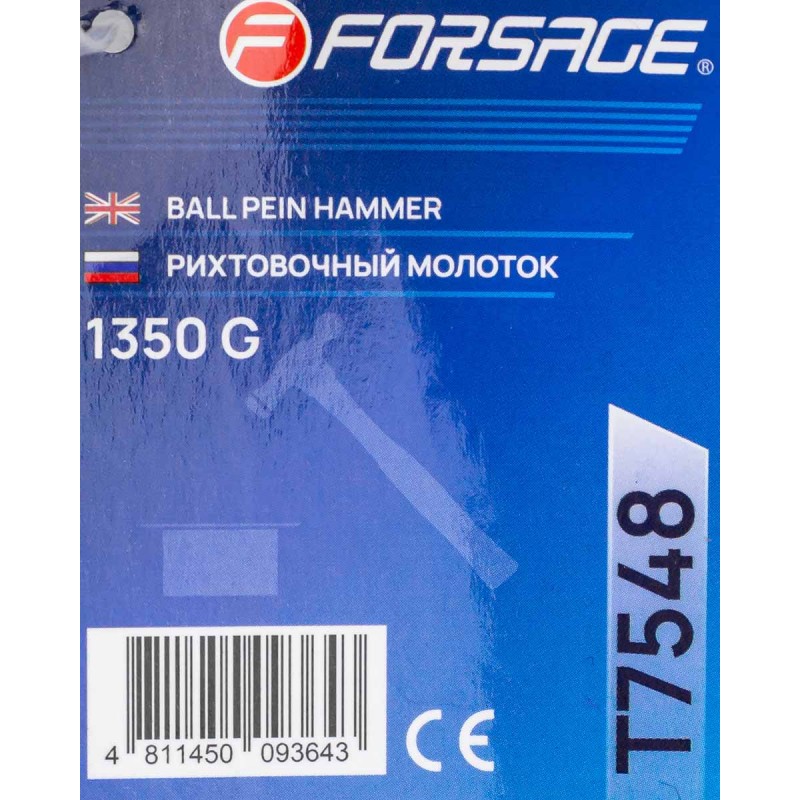 FORSAGE®
BALL PEIN HAMMER
РИХТОВОЧНЫЙ МОЛОТОК
1350 G
T7548
4 811450 093643
CE